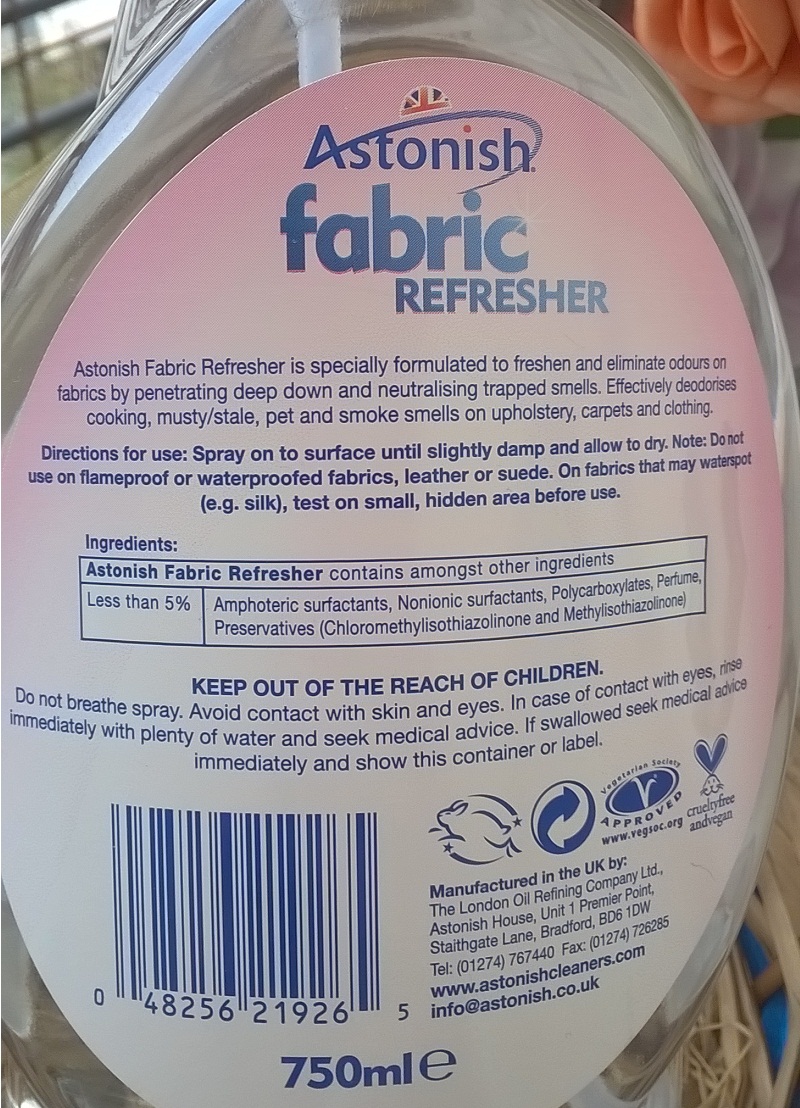 Astonish
fabric
REFRESHER
Astonish Fabric Refresher is specially formulated to freshen and eliminate odours on
fabrics by penetrating deep down and neutralising trapped smells. Effectively deodorises
cooking, musty/stale, pet and smoke smells on upholstery, carpets and clothing.
Directions for use: Spray on to surface until slightly damp and allow to dry. Note: Do not
use on flameproof or waterproofed fabrics, leather or suede. On fabrics that may waterspot
(e.g. silk), test on small, hidden area before use.
Ingredients:
Astonish Fabric Refresher contains amongst other ingredients
Less than 5% Amphoteric surfactants, Nonionic surfactants, Polycarboxylates, Perfume,
Preservatives (Chloromethylisothiazolinone and Methylisothiazolinone)
KEEP OUT OF THE REACH OF CHILDREN.
Do not breathe spray. Avoid contact with skin and eyes. In case of contact with eyes, rinse
immediately with plenty of water and seek medical advice. If swallowed seek medical advice
immediately and show this container or label.
Vegetarian Society
V
APPROVED
www.vegsoc.org
crueltyfree
andvegan
Manufactured in the UK by:
The London Oil Refining Company Ltd.,
Astonish House, Unit 1 Premier Point,
Staithgate Lane, Bradford, BD6 1DW
Tel: (01274) 767440 Fax: (01274) 726285
www.astonishcleaners.com
info@astonish.co.uk
0 48256 21926 5
750ml e